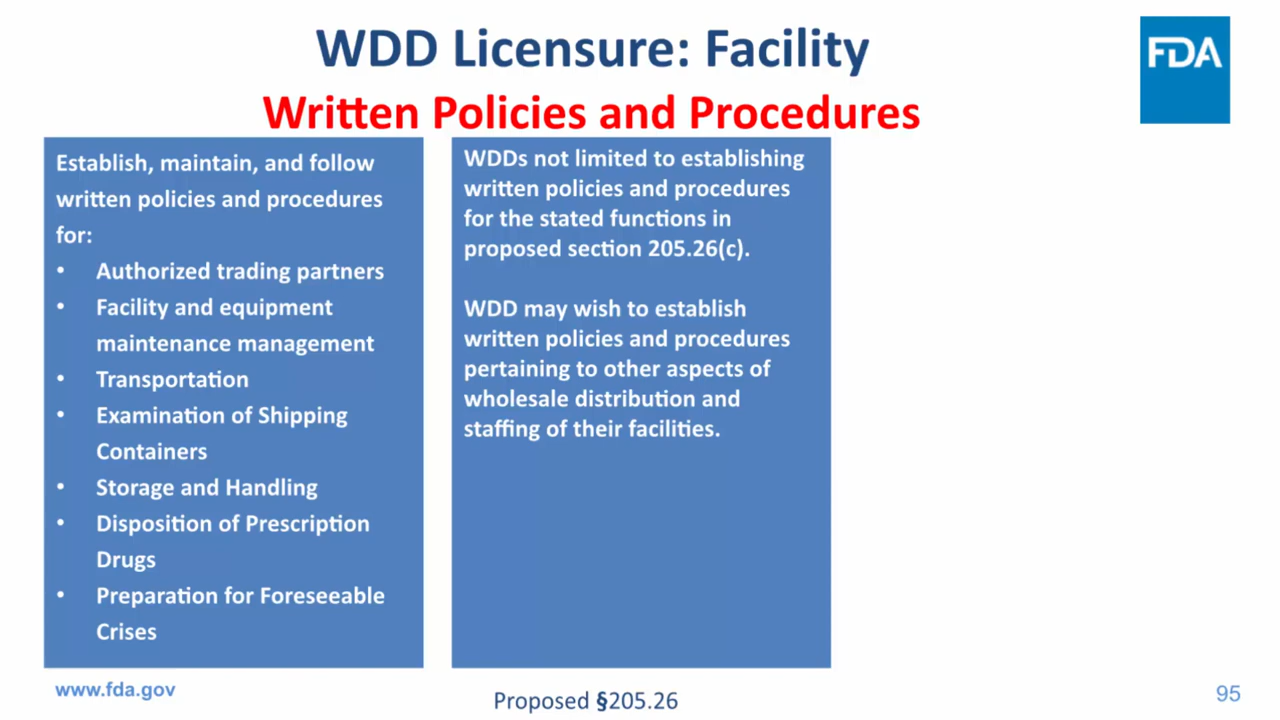 WDD Licensure: Facility
FDA
Written Policies and Procedures
Establish, maintain, and follow
written policies and procedures
for:
• Authorized trading partners
• Facility and equipment
maintenance management
• Transportation
• Examination of Shipping
Containers
• Storage and Handling
• Disposition of Prescription
Drugs
• Preparation for Foreseeable
Crises
WDDs not limited to establishing
written policies and procedures
for the stated functions in
proposed section 205.26(c).
WDD may wish to establish
written policies and procedures
pertaining to other aspects of
wholesale distribution and
staffing of their facilities.
www.fda.gov
Proposed §205.26
95